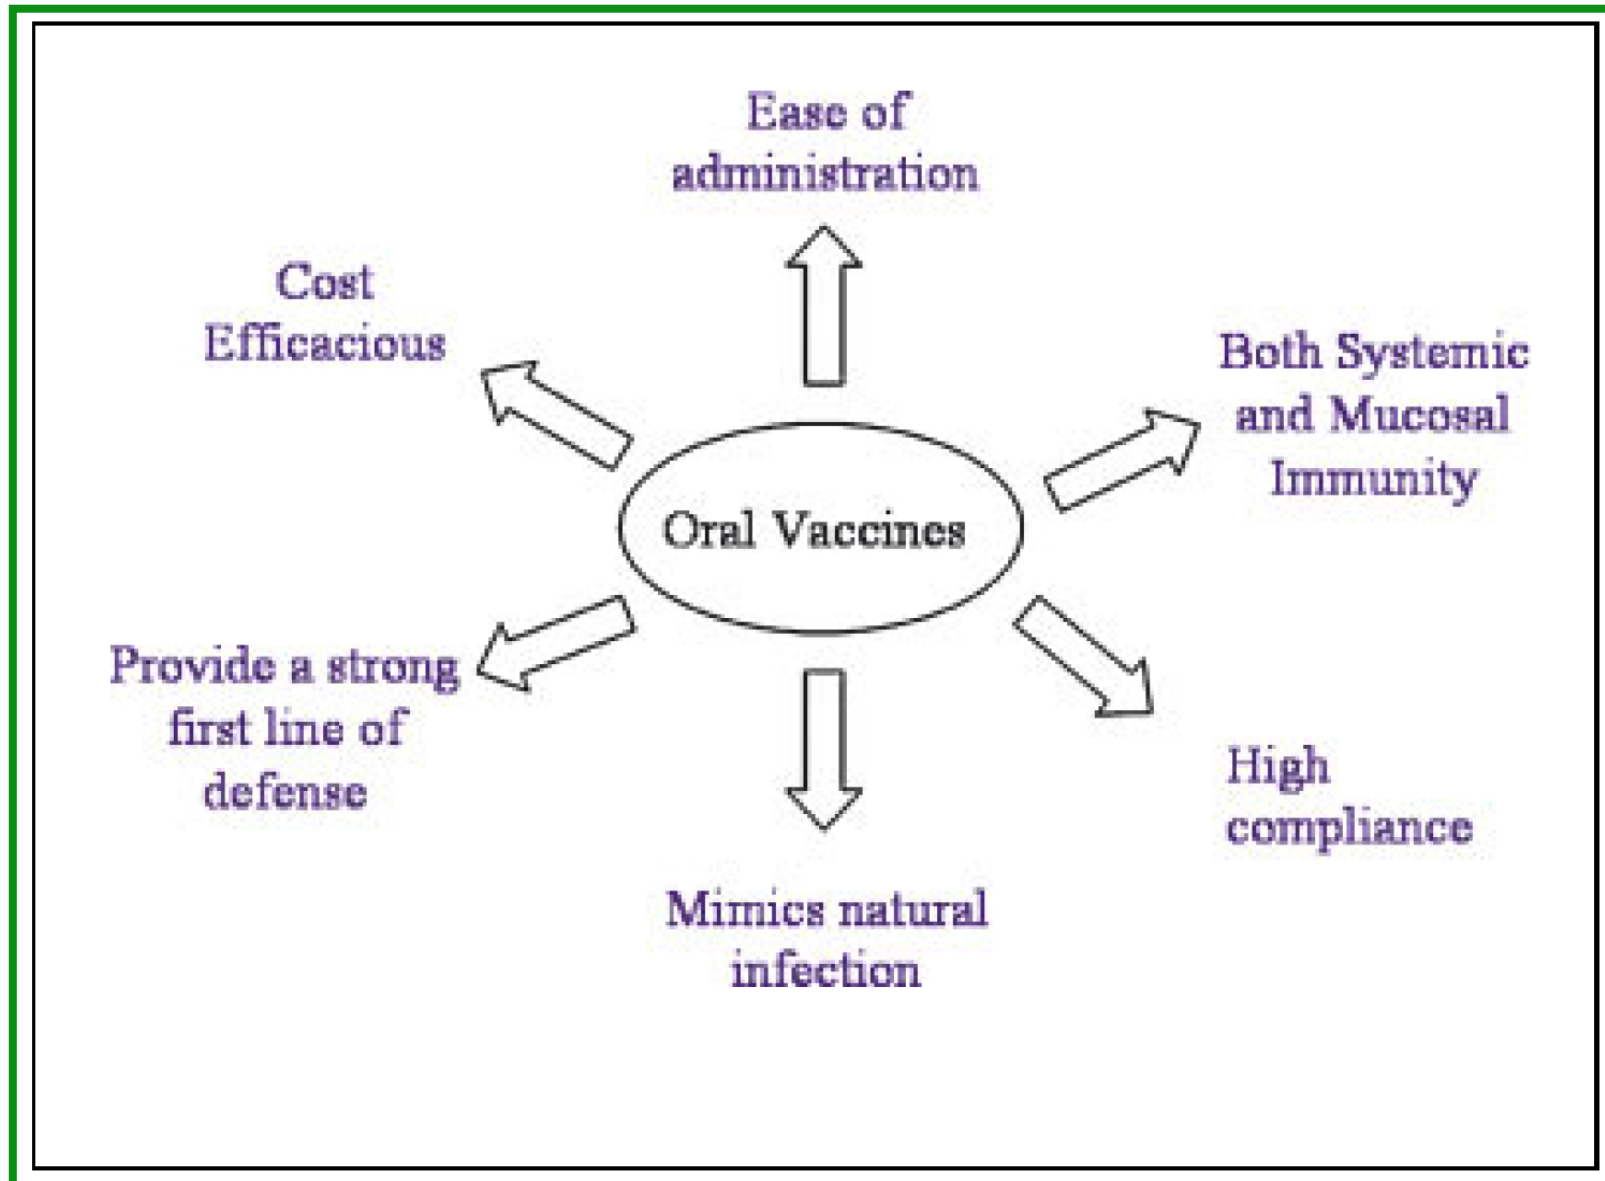 Ease of
administration
Cost
Efficacious
Both Systemic
and Mucosal
Immunity
Oral Vaccines
Provide a strong
first line of
defense
High
compliance
Mimics natural
infection